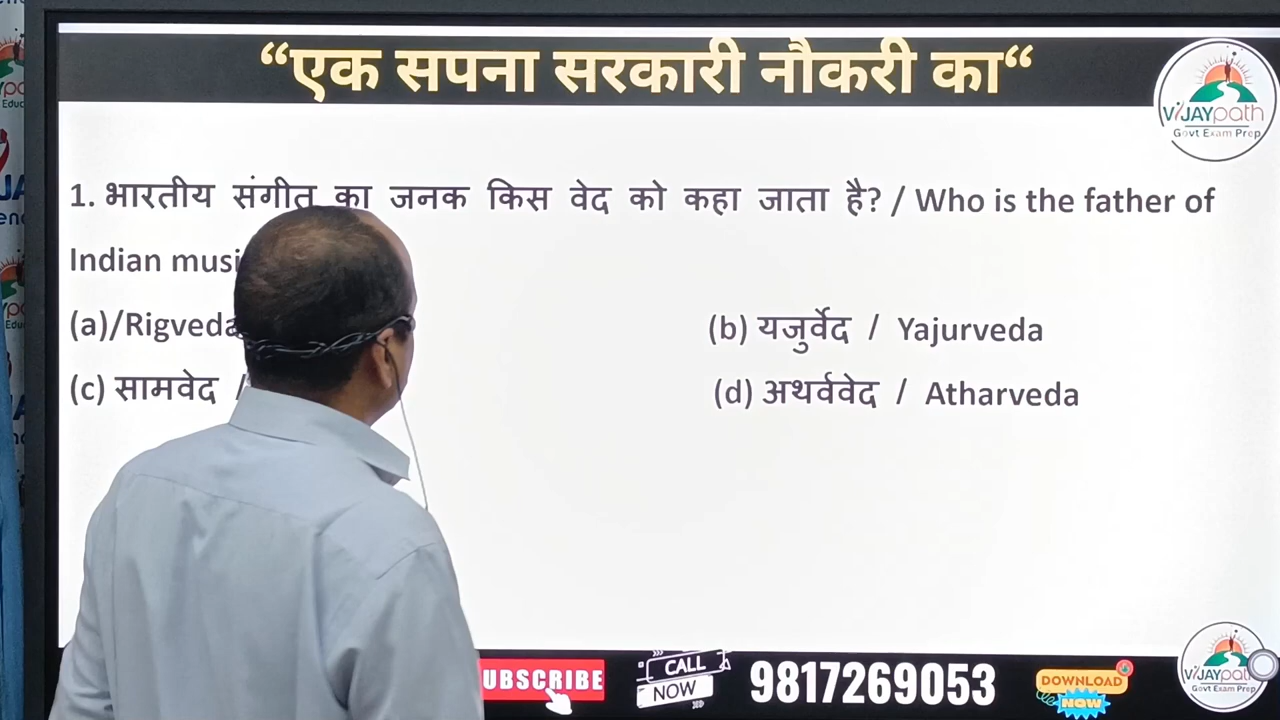 “एक सपना सरकारी नौकरी का“
VIJAYpath
Govt Exam Prep
1. भारतीय संगीत का जनक किस वेद को कहा जाता है? / Who is the father of
Indian musi
(a)/Rigveda
(b) यजुर्वेद / Yajurveda
(c) सामवेद /
(d) अथर्ववेद / Atharveda
UBSCRIBE
CALL
NOW
9817269053
DOWNLOAD
NOW
VIJAYpath
Govt Exam Prep